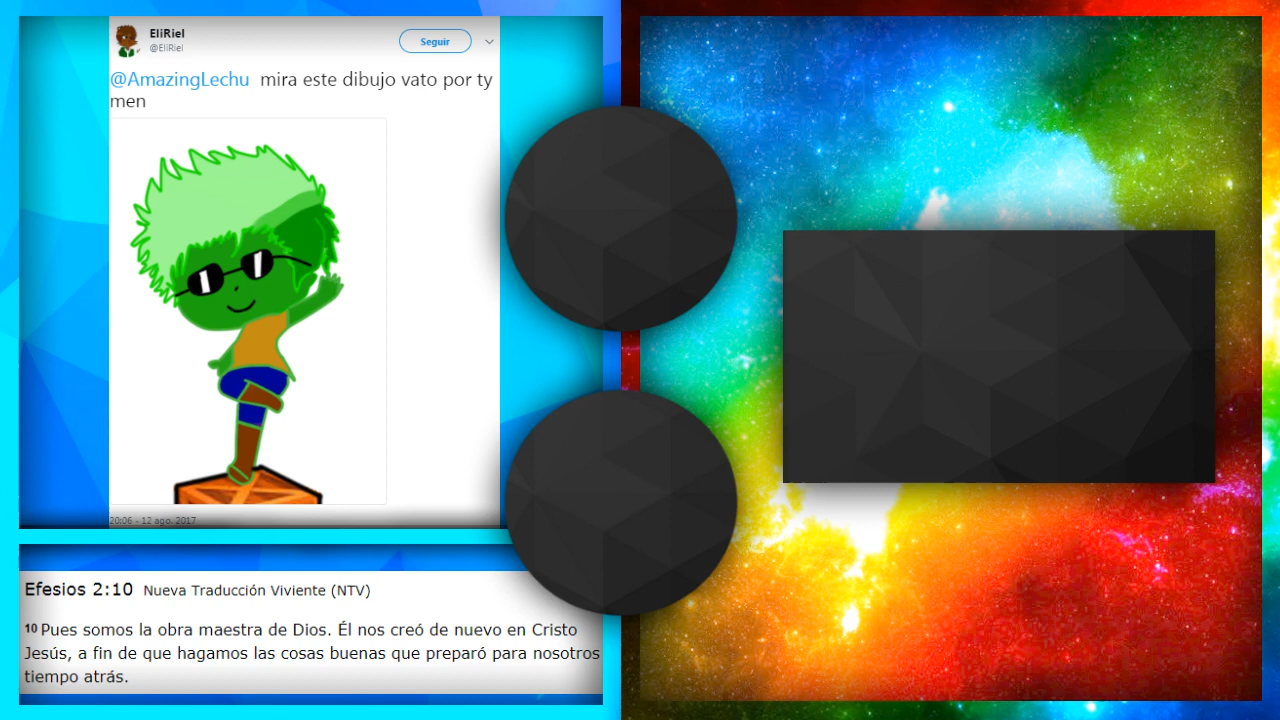 EliRiel
@EliRiel
Seguir
@AmazingLechu mira este dibujo vato por ty
men
20:06 - 12 ago. 2017
Efesios 2:10 Nueva Traducción Viviente (NTV)
10 Pues somos la obra maestra de Dios. Él nos creó de nuevo en Cristo
Jesús, a fin de que hagamos las cosas buenas que preparó para nosotros
tiempo atrás.